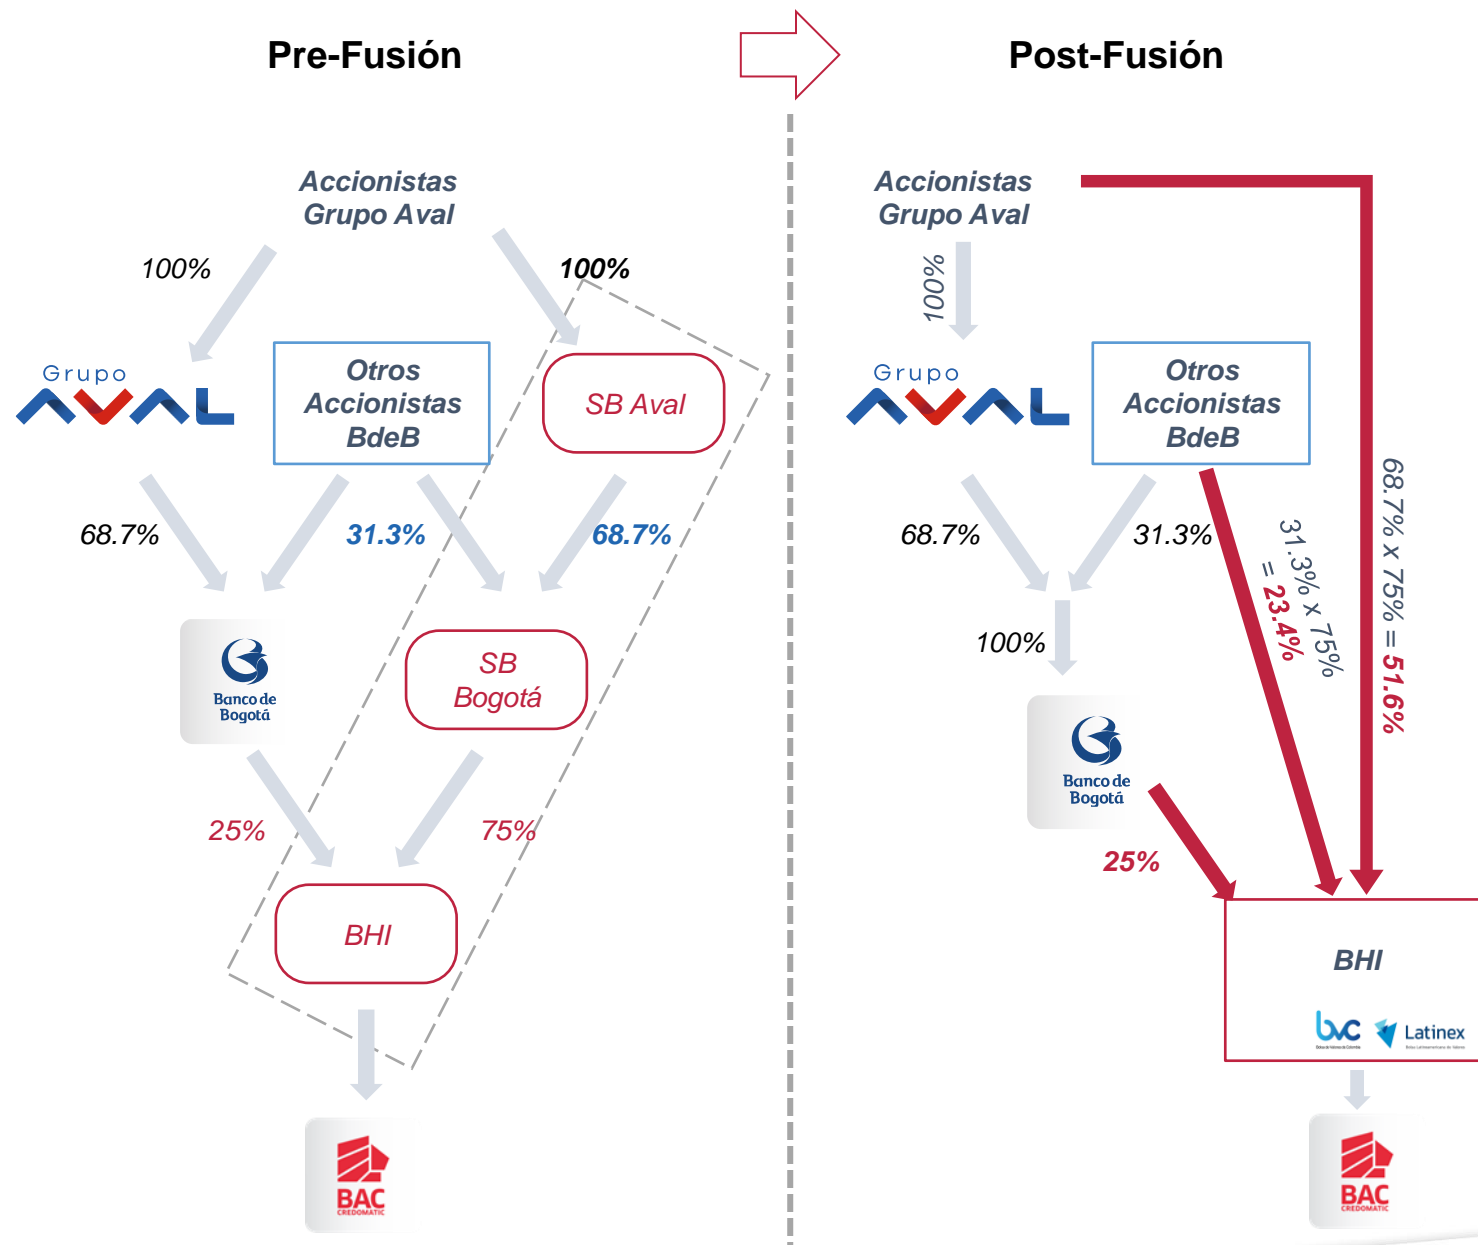 Pre-Fusión
Accionistas
Grupo Aval
100%
100%
Grupo
AVAL
Otros
Accionistas
BdeB
SB Aval
68.7%
31.3%
68.7%
Banco de
Bogotá
SB
Bogotá
25%
75%
BHI
BAC
CREDOMATIC
Post-Fusión
Accionistas
Grupo Aval
100%
Grupo
AVAL
Otros
Accionistas
BdeB
68.7%
31.3%
31.3% x 75%
= 23.4%
68.7% x 75% = 51.6%
100%
Banco de
Bogotá
25%
BHI
bvc
Latinex
BAC
CREDOMATIC